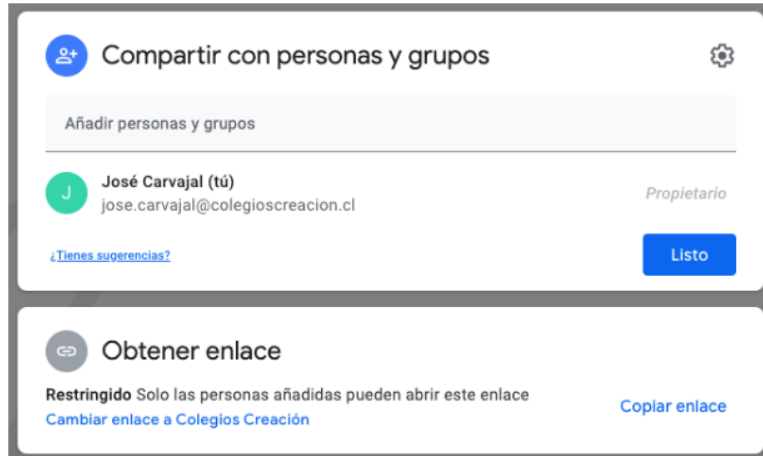 Compartir con personas y grupos
Añadir personas y grupos
J
José Carvajal (tú)
jose.carvajal@colegioscreacion.cl
Propietario
¿Tienes sugerencias?
Listo
Obtener enlace
Restringido Solo las personas añadidas pueden abrir este enlace
Cambiar enlace a Colegios Creación
Copiar enlace